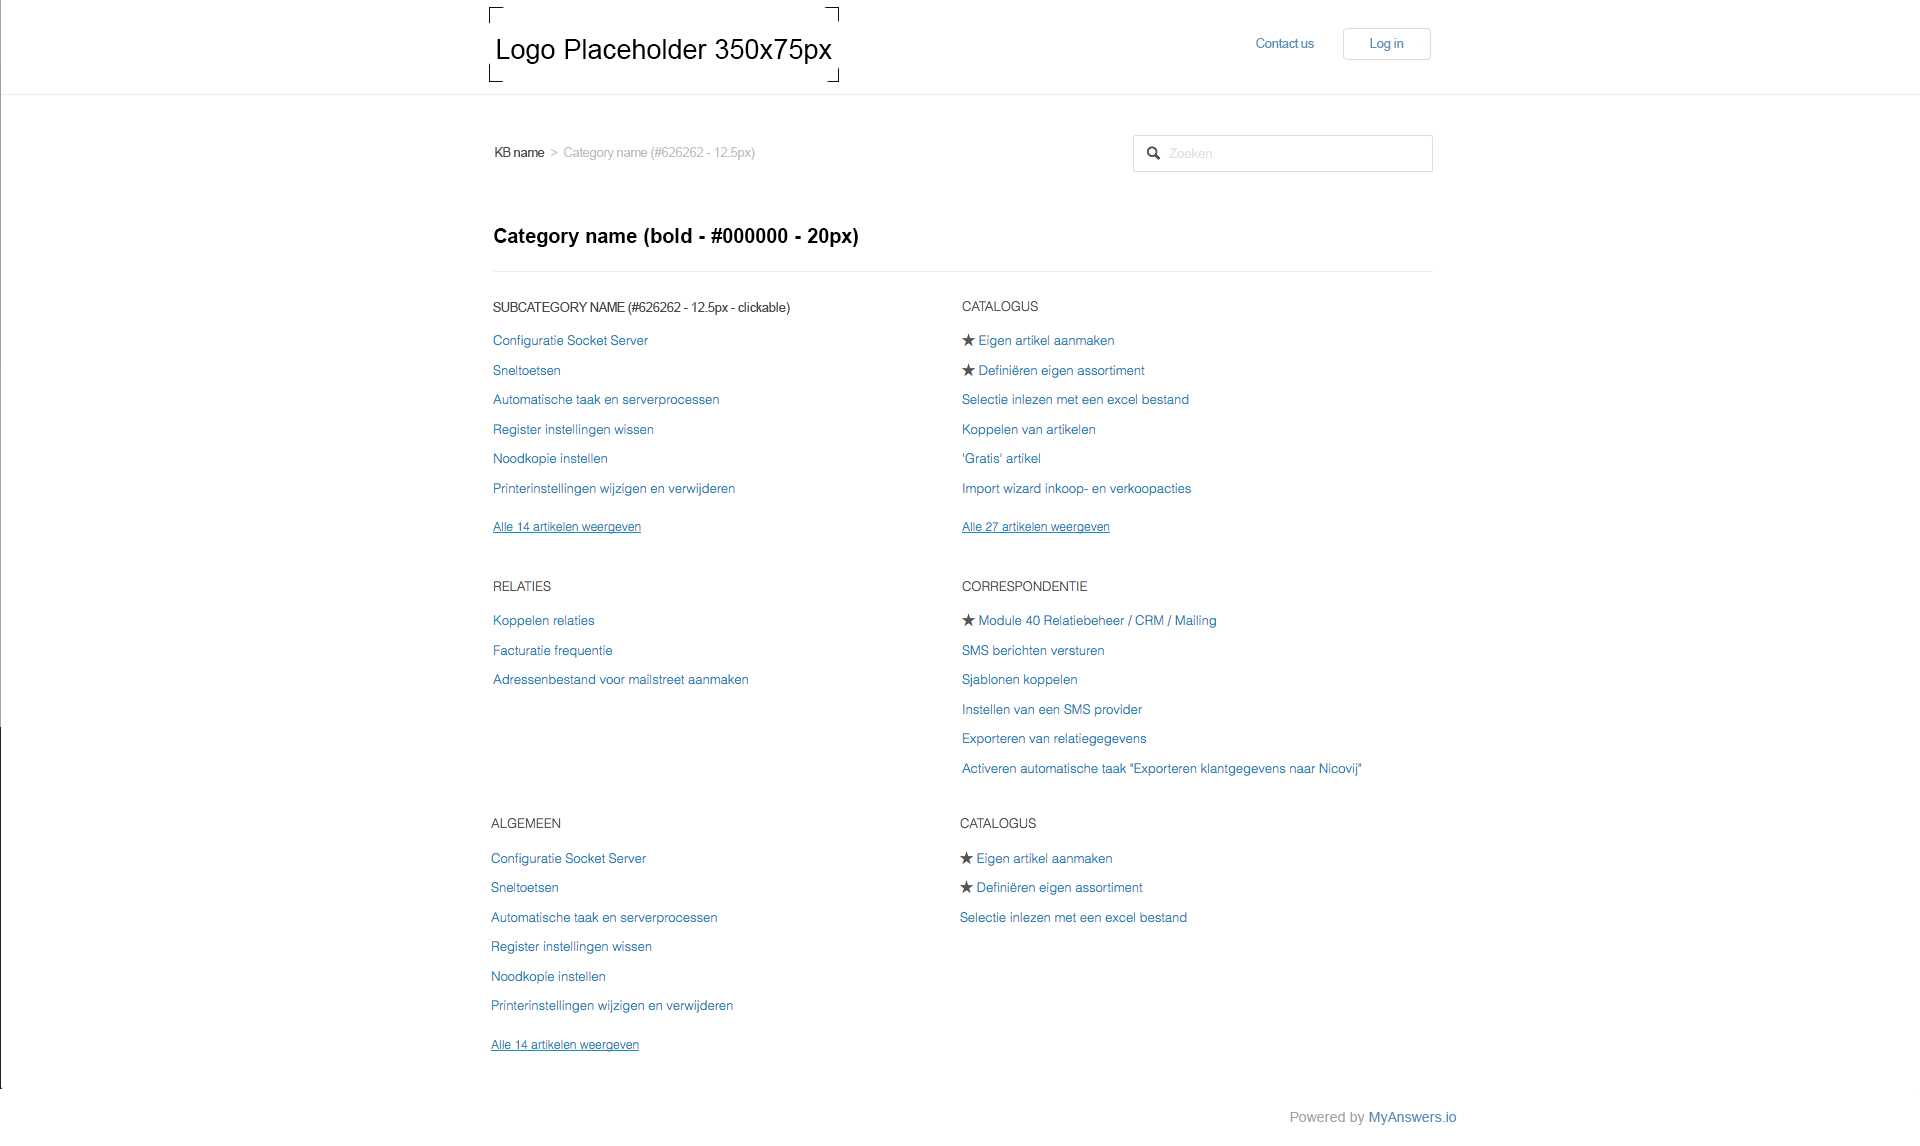 Logo Placeholder 350x75px
Contact us
Log in
KB name > Category name (#626262 - 12.5px)
Zoeken
Category name (bold - #000000 - 20px)
SUBCATEGORY NAME (#626262 - 12.5px - clickable)
Configuratie Socket Server
Sneltoetsen
Automatische taak en serverprocessen
Register instellingen wissen
Noodkopie instellen
Printerinstellingen wijzigen en verwijderen
Alle 14 artikelen weergeven
CATALOGUS
★ Eigen artikel aanmaken
★ Definiëren eigen assortiment
Selectie inlezen met een excel bestand
Koppelen van artikelen
'Gratis' artikel
Import wizard inkoop- en verkoopacties
Alle 27 artikelen weergeven
RELATIES
Koppelen relaties
Facturatie frequentie
Adressenbestand voor mailstreet aanmaken
CORRESPONDENTIE
★ Module 40 Relatiebeheer / CRM / Mailing
SMS berichten versturen
Sjablonen koppelen
Instellen van een SMS provider
Exporteren van relatiegegevens
Activeren automatische taak "Exporteren klantgegevens naar Nicovij"
ALGEMEEN
Configuratie Socket Server
Sneltoetsen
Automatische taak en serverprocessen
Register instellingen wissen
Noodkopie instellen
Printerinstellingen wijzigen en verwijderen
Alle 14 artikelen weergeven
CATALOGUS
★ Eigen artikel aanmaken
★ Definiëren eigen assortiment
Selectie inlezen met een excel bestand
Powered by MyAnswers.io